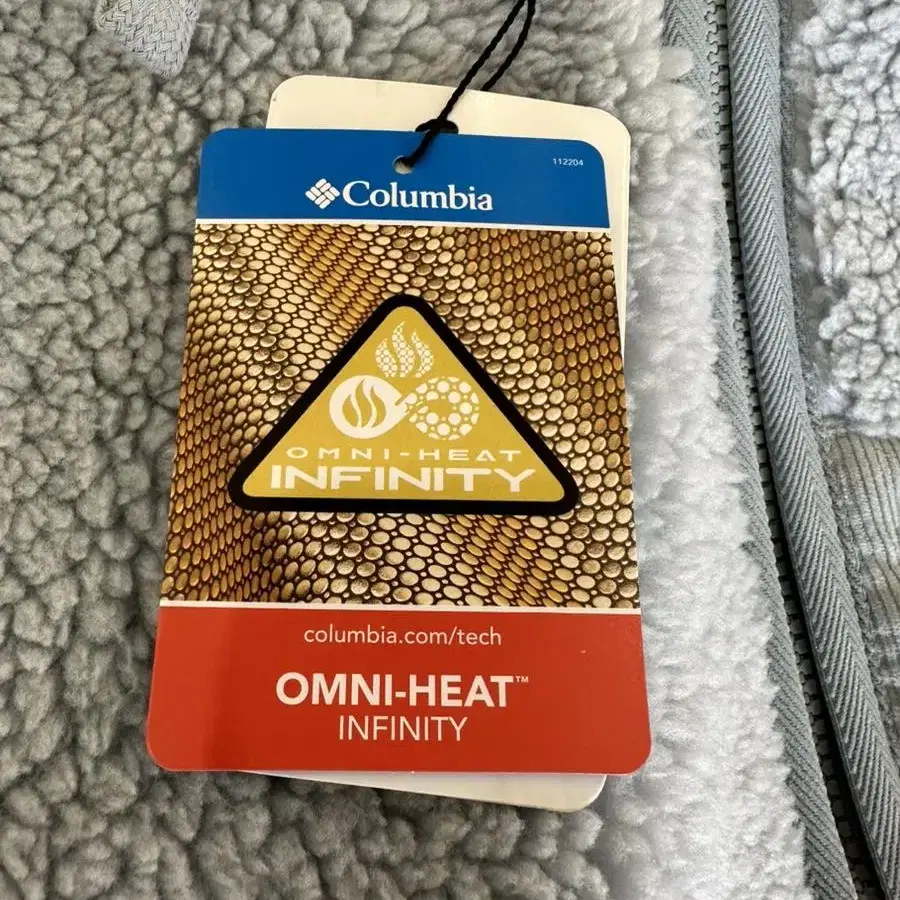 112204
Columbia
OMNI-HEAT
INFINITY
columbia.com/tech
OMNI-HEAT™
INFINITY